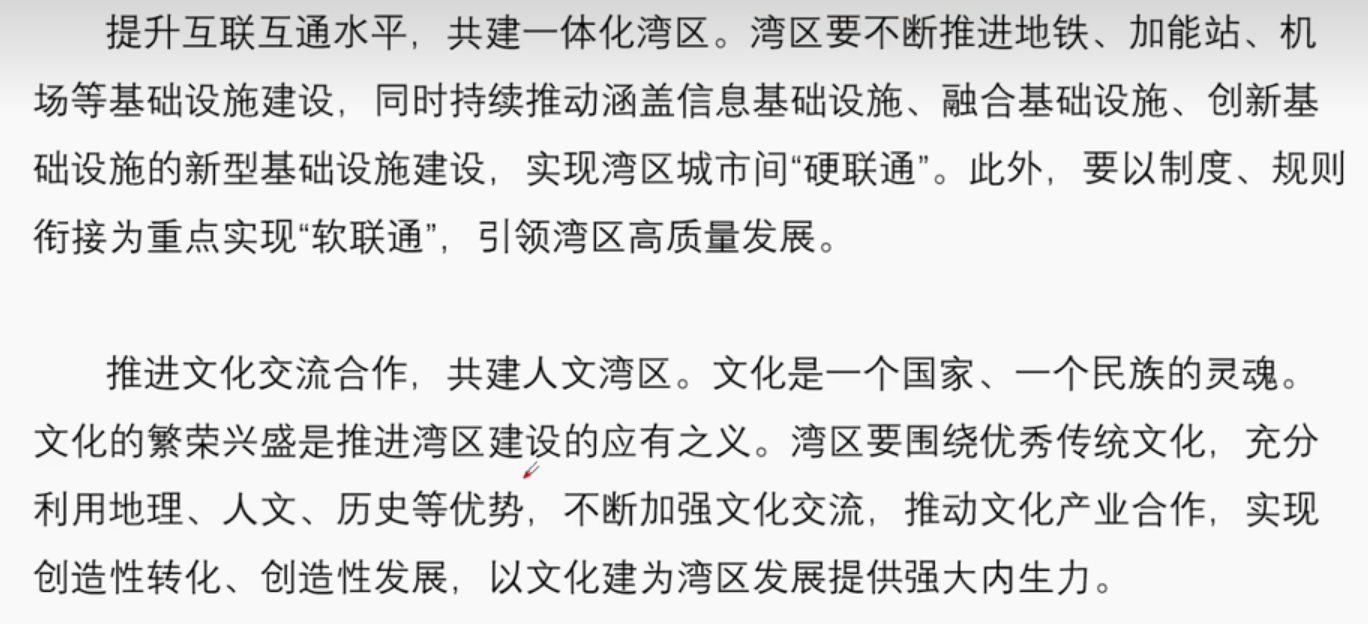 提升互联互通水平，共建一体化湾区。湾区要不断推进地铁、加能站、机
场等基础设施建设，同时持续推动涵盖信息基础设施、融合基础设施、创新基
础设施的新型基础设施建设，实现湾区城市间“硬联通”。此外，要以制度、规则
衔接为重点实现“软联通”，引领湾区高质量发展。
推进文化交流合作，共建人文湾区。文化是一个国家、一个民族的灵魂。
文化的繁荣兴盛是推进湾区建设的应有之义。湾区要围绕优秀传统文化，充分
利用地理、人文、历史等优势，不断加强文化交流，推动文化产业合作，实现
创造性转化、创造性发展，以文化建为湾区发展提供强大内生力。